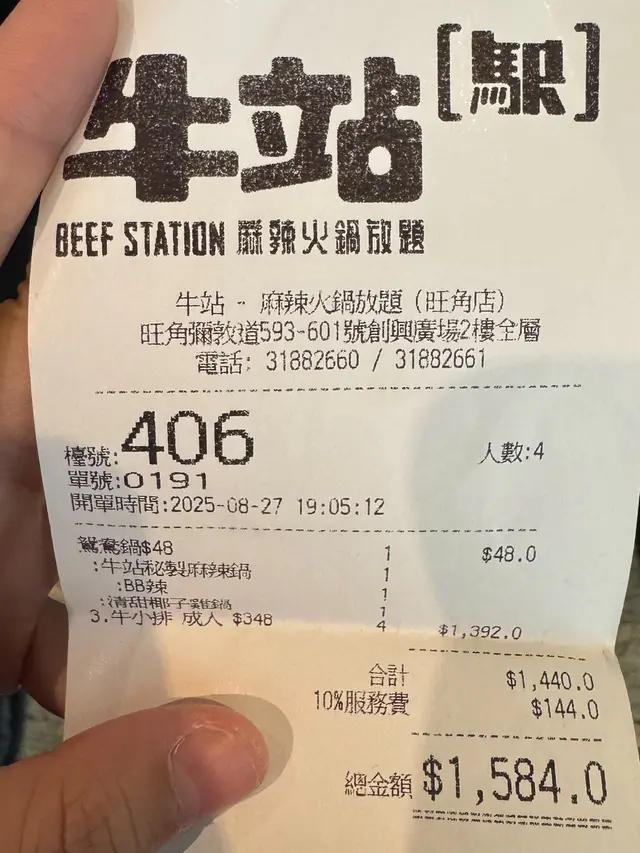 牛站[駅]
BEEF STATION 麻辣火鍋放題
牛站 - 麻辣火鍋放題 (旺角店)
旺角彌敦道593-601號創興廣場2樓全層
電話: 31882660 / 31882661
檯號:406 人數:4
單號:0191
開單時間:2025-08-27 19:05:12
鴛鴦鍋$48 1 $48.0
:牛站秘製麻辣鍋 1
:BB辣 1
:清甜椰子雞鍋 1
3.牛小排 成人 $348 4 $1,392.0
合計 $1,440.0
10%服務費 $144.0
總金額 $1,584.0